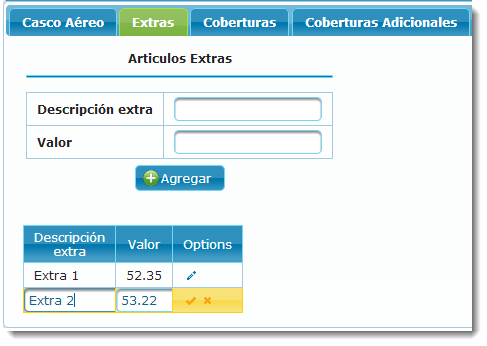 Casco Aéreo Extras Coberturas Coberturas Adicionales
Articulos Extras
Descripción extra
Valor
Agregar
Descripción extra Valor Options
Extra 1 52.35
Extra 2 53.22